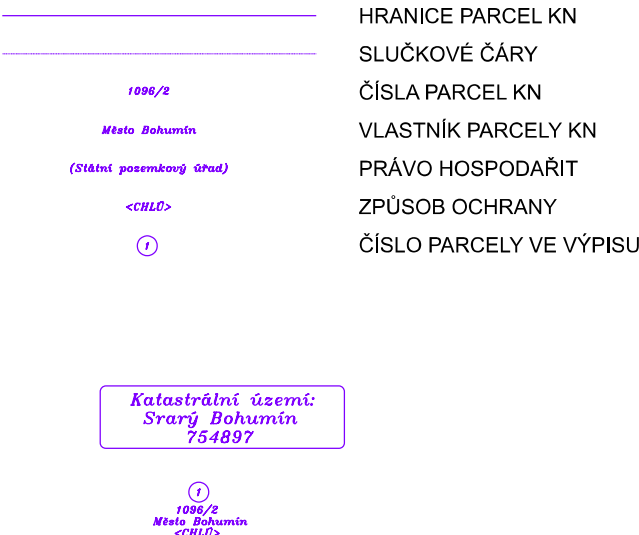 HRANICE PARCEL KN
SLUČKOVÉ ČÁRY
1096/2 ČÍSLA PARCEL KN
Město Bohumín VLASTNÍK PARCELY KN
(Státní pozemkový úřad) PRÁVO HOSPODAŘIT
<CHLÚ> ZPŮSOB OCHRANY
1 ČÍSLO PARCELY VE VÝPISU
Katastrální území:
Srarý Bohumín
754897
1
1096/2
Město Bohumín
<CHLÚ>